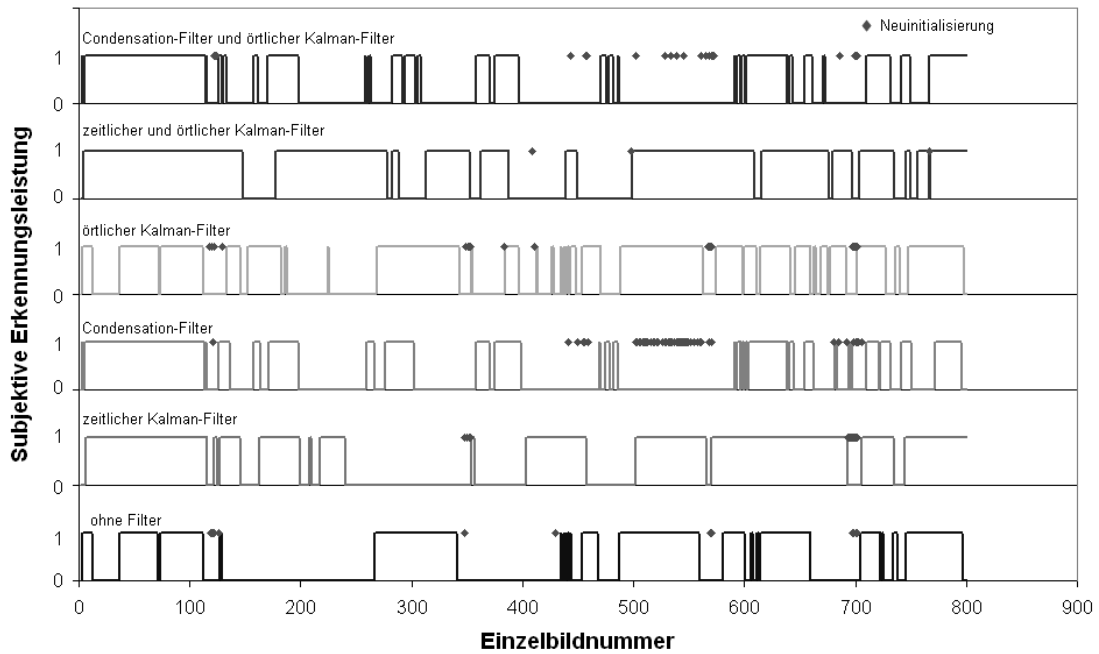 Neuinitialisierung
Condensation-Filter und örtlicher Kalman-Filter
1
0
zeitlicher und örtlicher Kalman-Filter
1
0
örtlicher Kalman-Filter
1
0
Condensation-Filter
1
0
zeitlicher Kalman-Filter
1
0
ohne Filter
1
0
0 100 200 300 400 500 600 700 800 900
Einzelbildnummer
Subjektive Erkennungsleistung